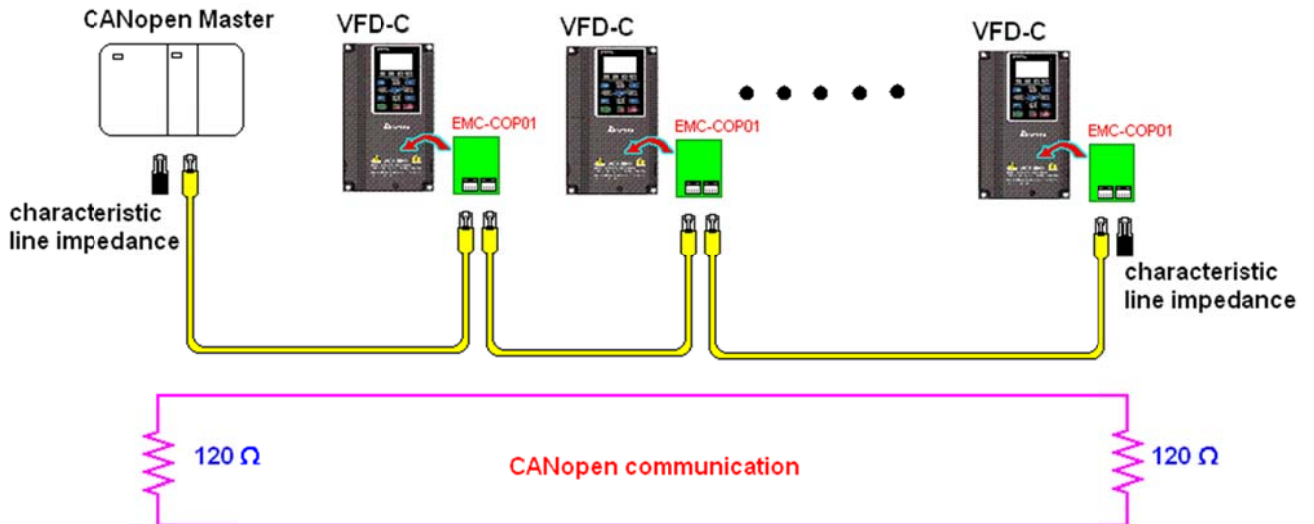 CANopen Master
VFD-C
VFD-C
VFD-C
EMC-COP01
EMC-COP01
EMC-COP01
characteristic
line impedance
characteristic
line impedance
120 Ω
CANopen communication
120 Ω